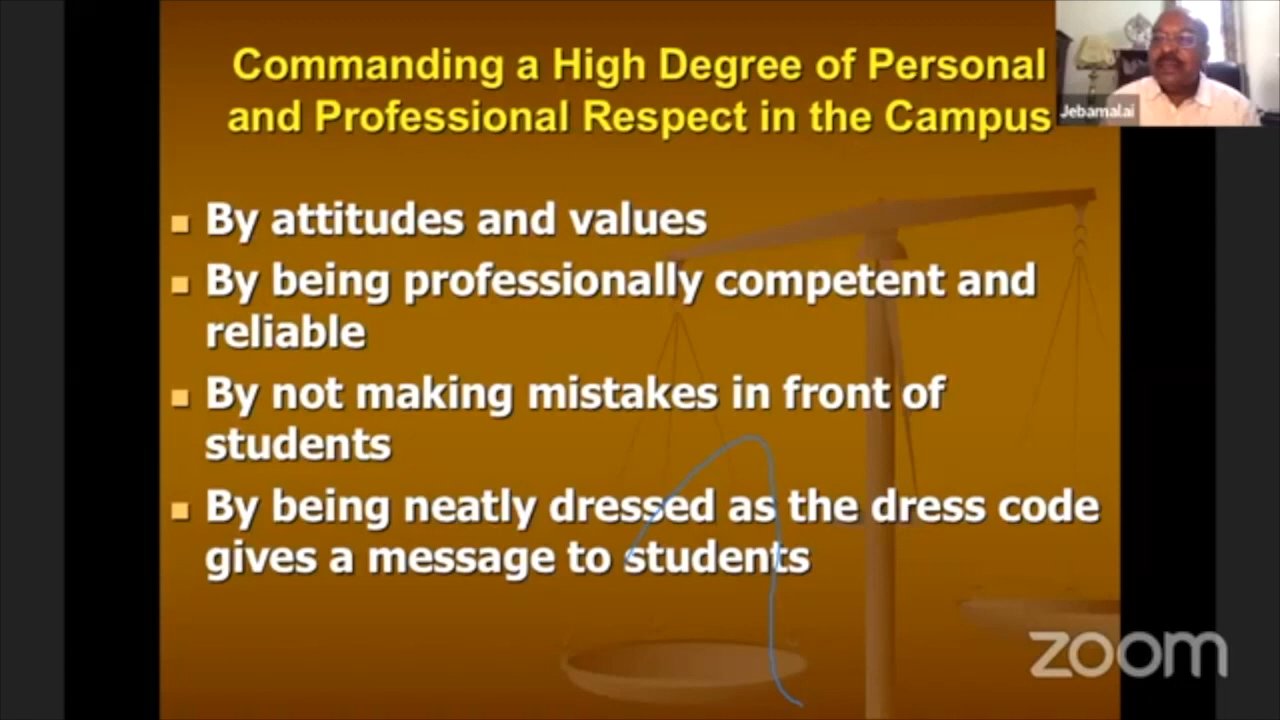 Commanding a High Degree of Personal
and Professional Respect in the Campus
Jebamalai
By attitudes and values
By being professionally competent and
reliable
By not making mistakes in front of
students
By being neatly dressed as the dress code
gives a message to students
zoom